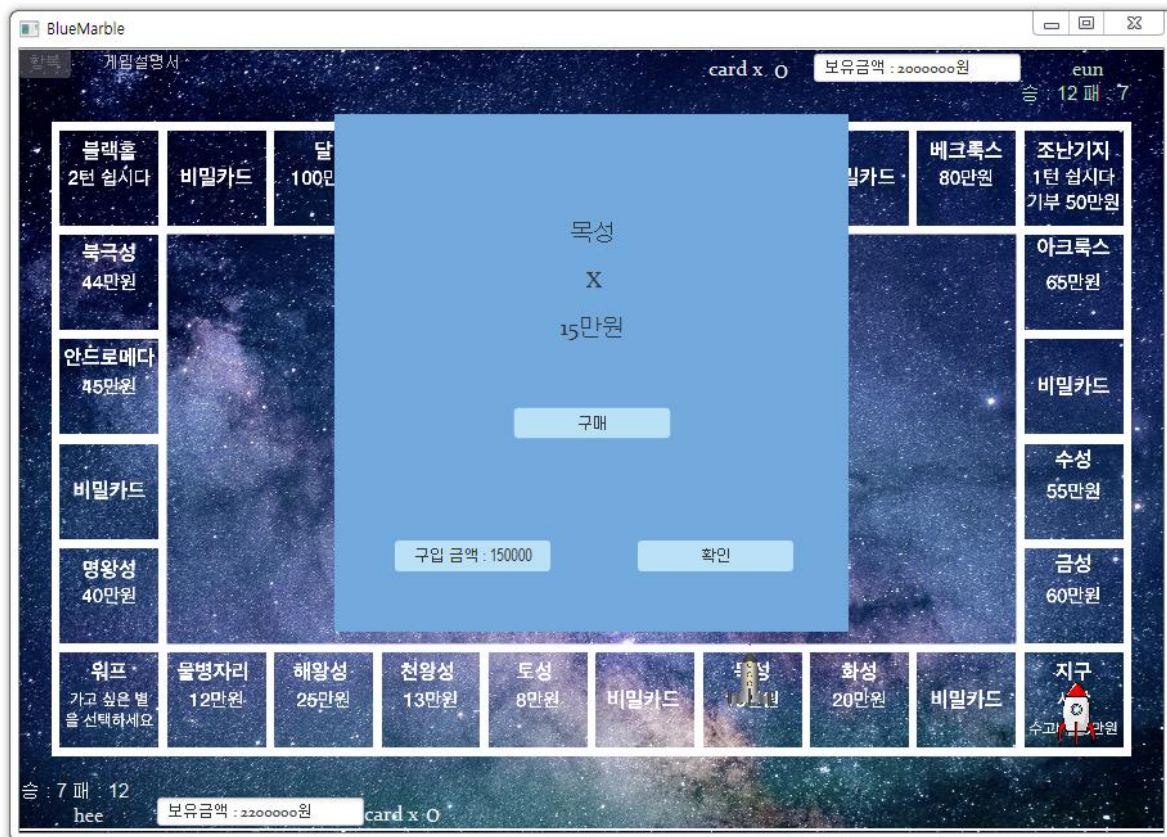 BlueMarble
항복 게임설명서
card x 0 보유금액 : 2000000원 eun
승 : 12 패 : 7
블랙홀
2턴 쉽시다
비밀카드
달
100만
밀카드
베크룩스
80만원
조난기지
1턴 쉽시다
기부 50만원
북극성
44만원
안드로메다
45만원
비밀카드
명왕성
40만원
목성
X
15만원
구매
구입 금액 : 150000 확인
아크룩스
65만원
비밀카드
수성
55만원
금성
60만원
워프
가고 싶은 별
을 선택하세요
물병자리
12만원
해왕성
25만원
천왕성
13만원
토성
8만원
비밀카드
화성
20만원
비밀카드
지구
승 : 7 패 : 12
hee 보유금액 : 2200000원 card x 0